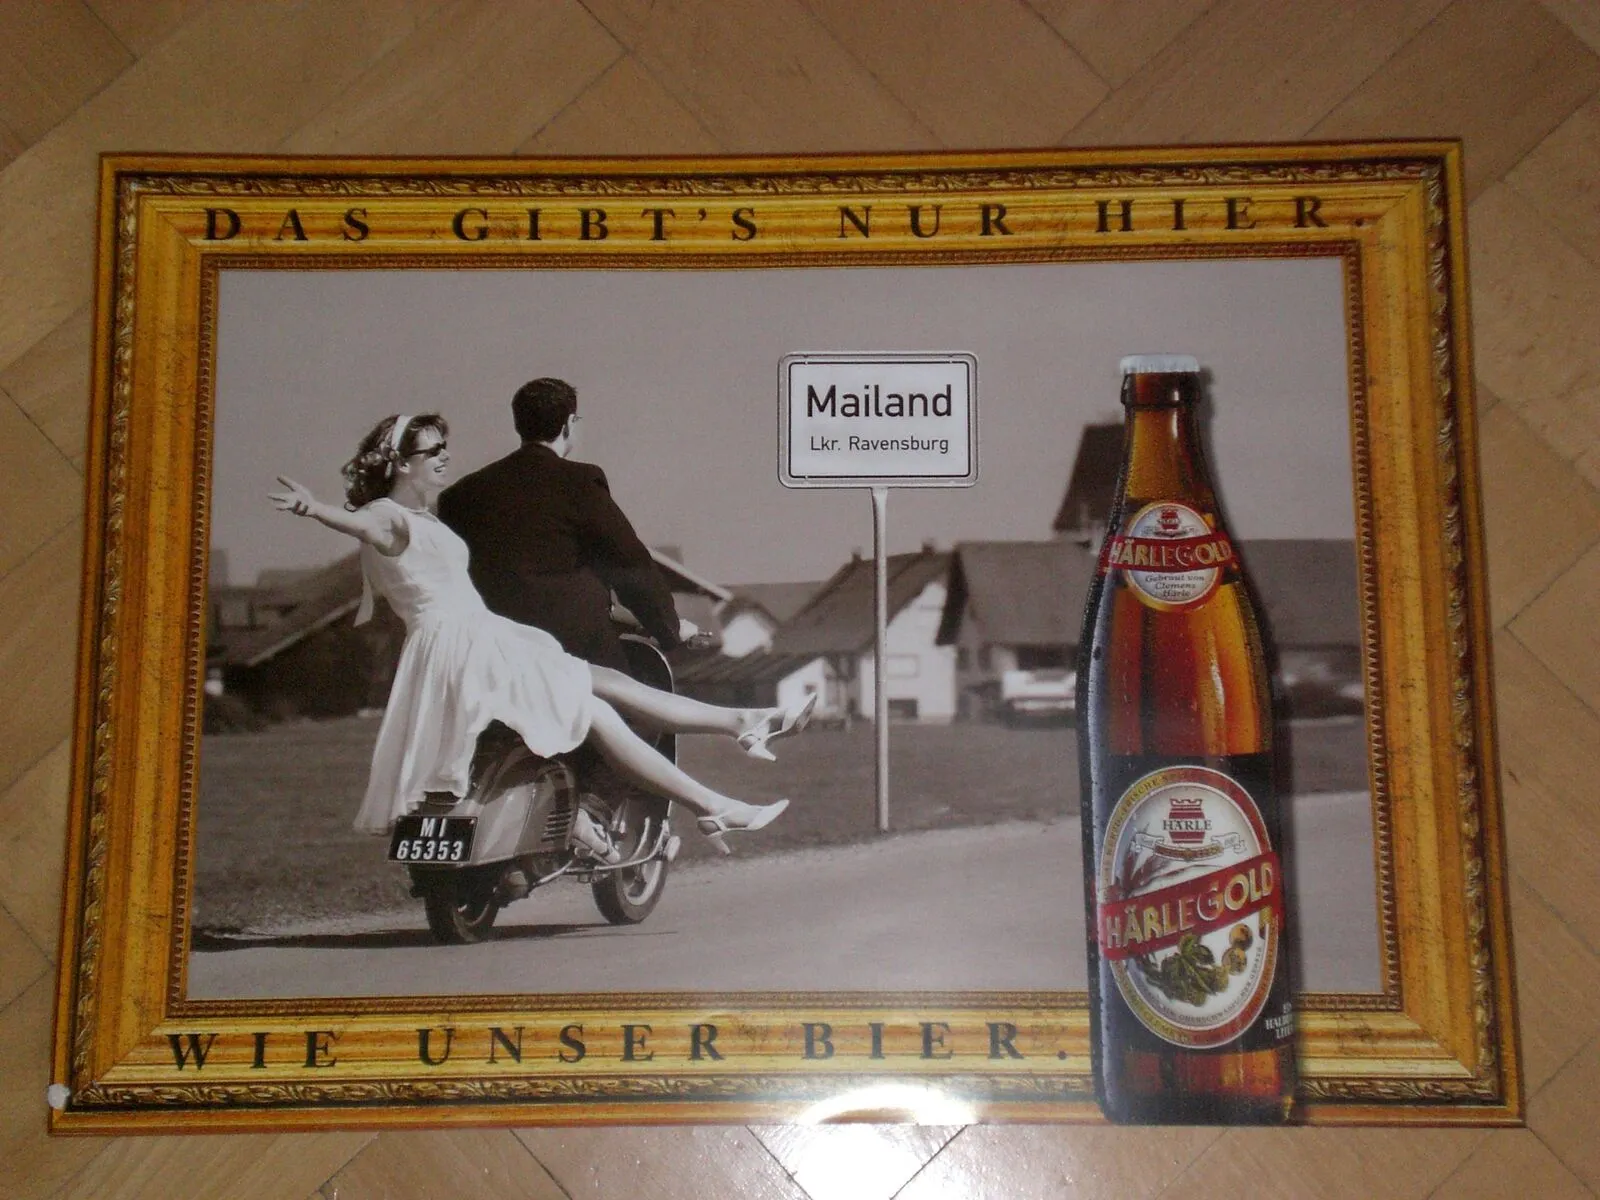 DAS GIBT'S NUR HIER.
Mailand
Lkr. Ravensburg
HÄRLEGOLD
Gebraut von
Clemens
Härle
MI
65353
HÄRLE
HÄRLEGOLD
WIE UNSER BIER.